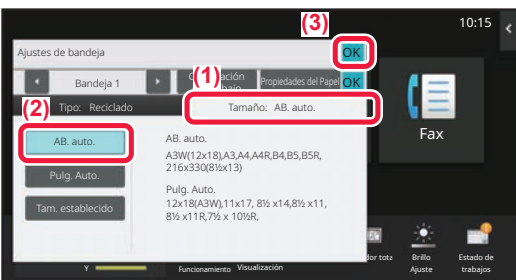 (3)
10:15
Ajustes de bandeja
OK
(1)
Bandeja 1
Propiedades del Papel
OK
(2)
Tipo: Reciclado
Tamaño: AB. auto.
AB. auto.
Pulg. Auto.
Tam. establecido
AB. auto.
A3W(12x18),A3,A4,A4R,B4,B5,B5R,
216x330(8½x13)
Pulg. Auto.
12x18(A3W),11x17, 8½ x14,8½ x11,
8½ x11R,7½ x 10½R,
Fax
Brillo
Ajuste
Estado de
trabajos
Y
Funcionamiento Visualización